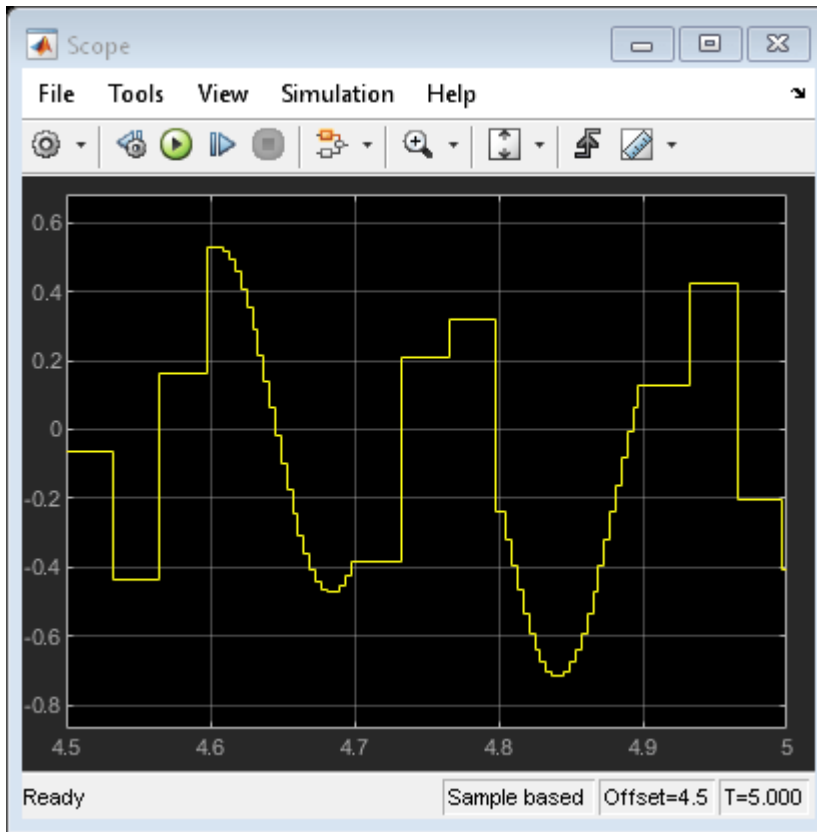 Scope
File Tools View Simulation Help
0.6
0.4
0.2
0
-0.2
-0.4
-0.6
-0.8
4.5 4.6 4.7 4.8 4.9 5
Ready Sample based Offset=4.5 T=5.000